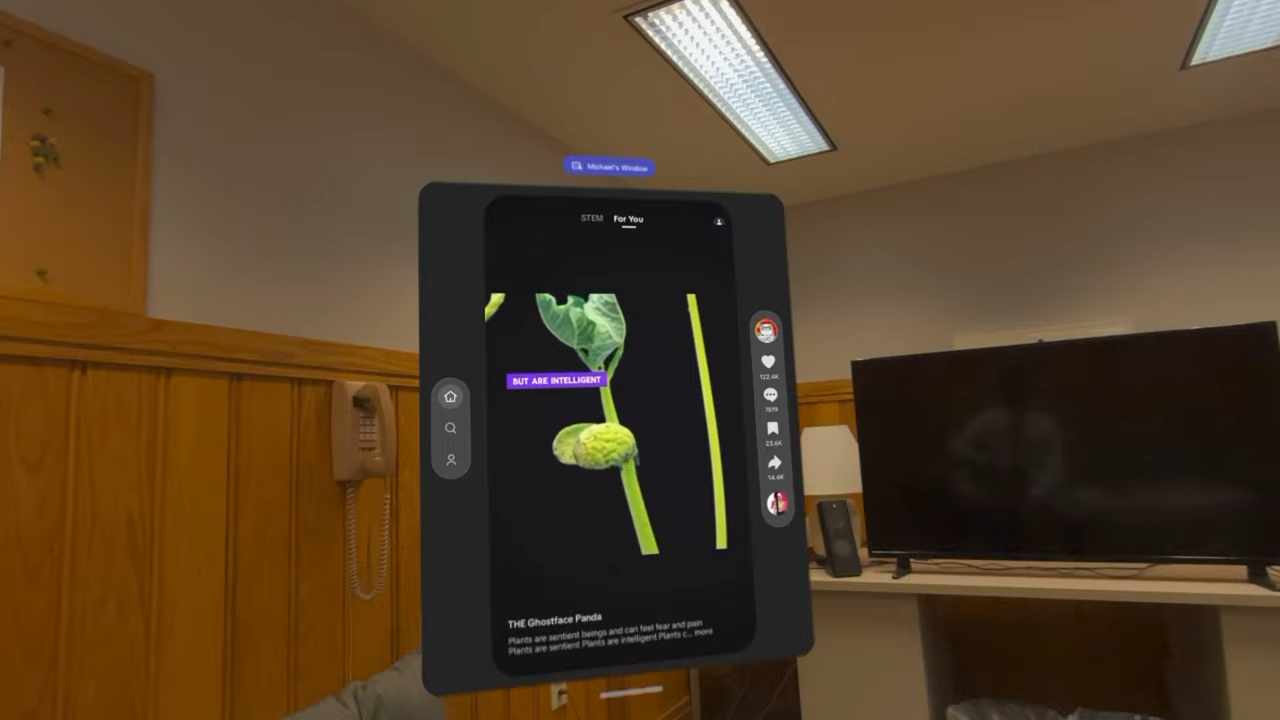 Michael's Window
STEM For You
BUT ARE INTELLIGENT
122.4K
7819
23.6K
14.4K
THE Ghostface Panda
Plants are sentient beings and can feel fear and pain
Plants are sentient Plants are intelligent Plants c... more